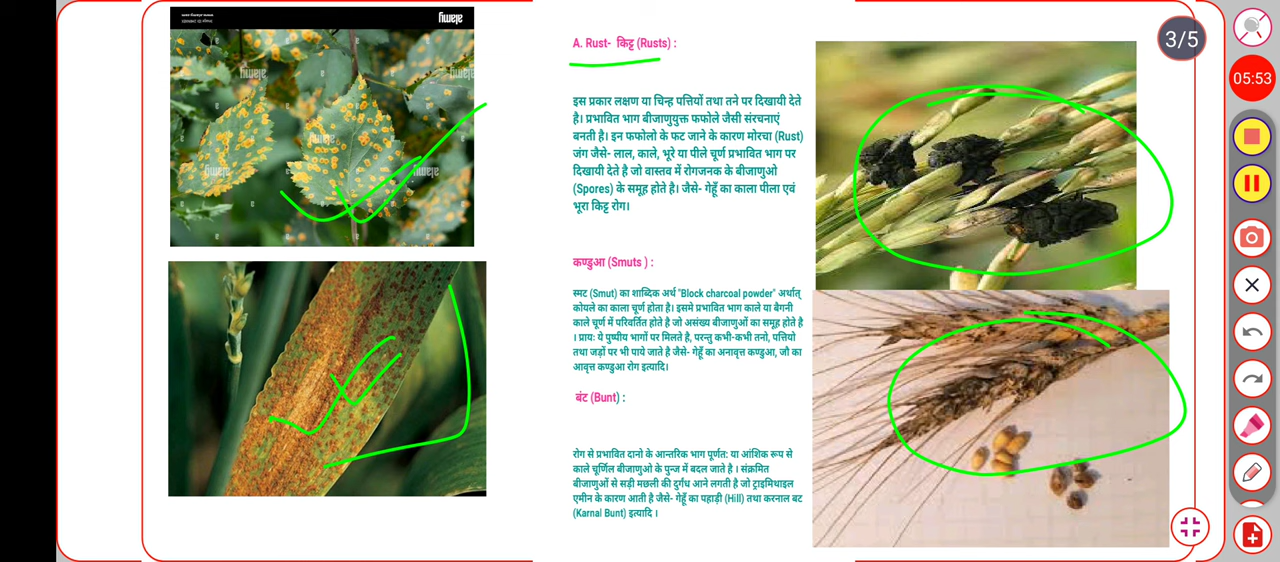 alamy
A. Rust- किट्ट (Rusts) :
इस प्रकार लक्षण या चिन्ह पत्तियों तथा तने पर दिखायी देते
है। प्रभावित भाग बीजाणुयुक्त फफोले जैसी संरचनाएं
बनती है। इन फफोलो के फट जाने के कारण मोरचा (Rust)
जंग जैसे- लाल, काले, भूरे या पीले चूर्ण प्रभावित भाग पर
दिखायी देते है जो वास्तव में रोगजनक के बीजाणुओ
(Spores) के समूह होते है। जैसे- गेहूँ का काला पीला एवं
भूरा किट्ट रोग।
कण्डुआ (Smuts ) :
स्मट (Smut) का शाब्दिक अर्थ "Block charcoal powder" अर्थात्
कोयले का काला चूर्ण होता है। इसमे प्रभावित भाग काले या बैगनी
काले चूर्ण में परिवर्तित होते है जो असंख्य बीजाणुओं का समूह होते है
। प्रायः ये पुष्पीय भागों पर मिलते है, परन्तु कभी-कभी तनो, पत्तियो
तथा जड़ों पर भी पाये जाते है जैसे- गेहूँ का अनावृत्त कण्डुआ, जौ का
आवृत्त कण्डुआ रोग इत्यादि।
बंट (Bunt) :
रोग से प्रभावित दानो के आन्तरिक भाग पूर्णत: या आंशिक रूप से
काले चूर्णिल बीजाणुओ के पुन्ज में बदल जाते है । संक्रमित
बीजाणुओं से सड़ी मछली की दुर्गंध आने लगती है जो ट्राइमिथाइल
एमीन के कारण आती है जैसे- गेहूँ का पहाड़ी (Hill) तथा करनाल बट
(Karnal Bunt) इत्यादि ।
3/5
05:53